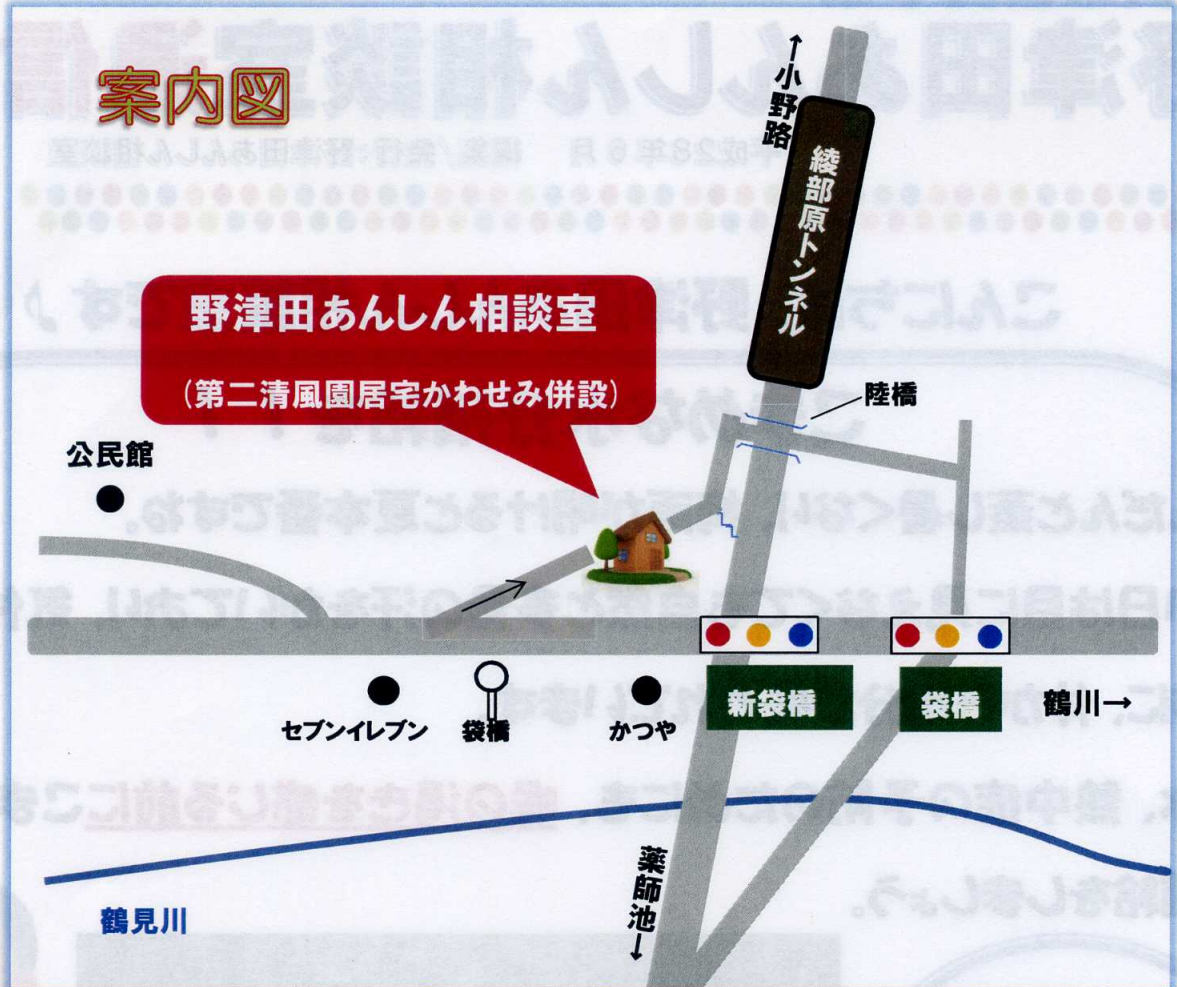 案内図
↑小野路
綾部原トンネル
野津田あんしん相談室
(第二清風園居宅かわせみ併設)
陸橋
公民館
新袋橋
袋橋
鶴川→
セブンイレブン
袋橋
かつや
薬師池↓
鶴見川